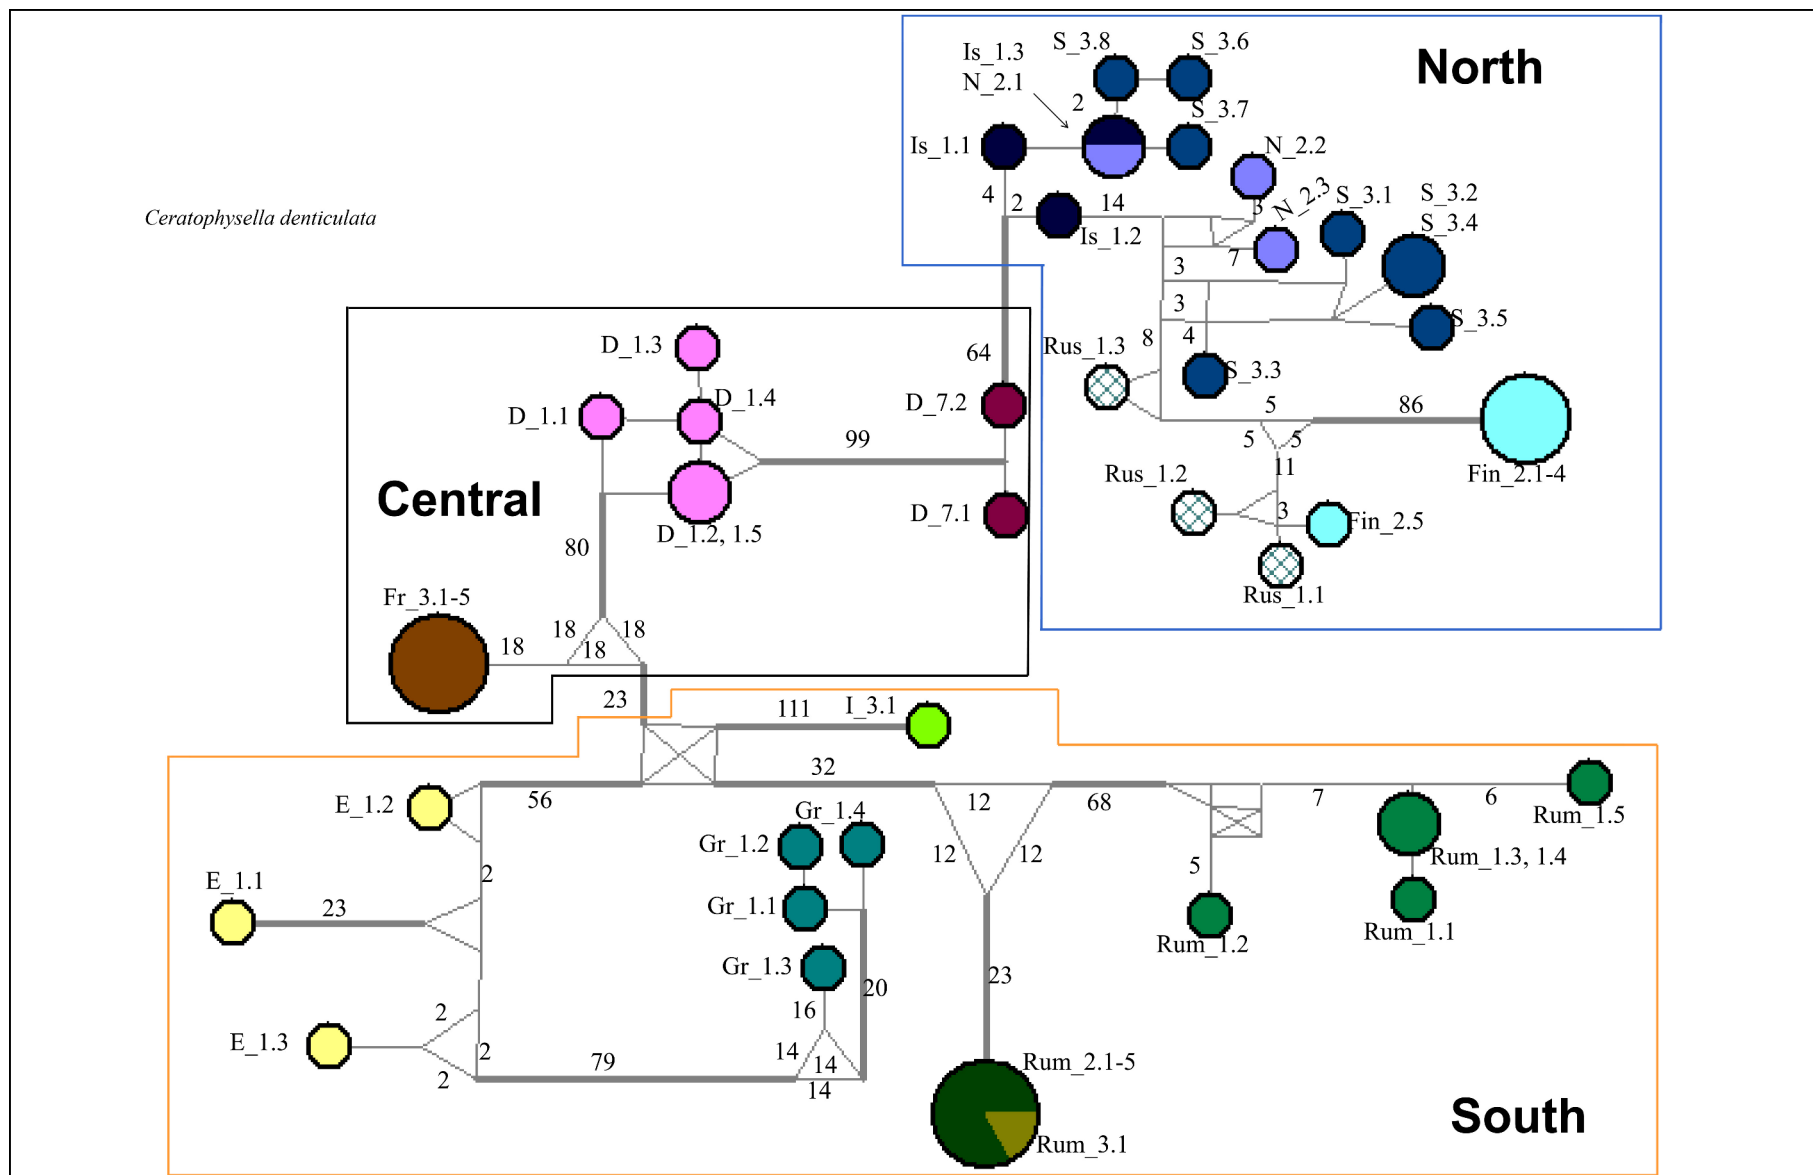 North
S_3.8
S_3.6
Is_1.3
N_2.1
2
S_3.7
Is_1.1
N_2.2
4
2
14
3
N_2.3
S_3.1
S_3.2
S_3.4
Is_1.2
7
3
3
S_3.5
8
4
64
Rus_1.3
S_3.3
5
86
5
5
Fin_2.1-4
11
Rus_1.2
3
Fin_2.5
Rus_1.1
Ceratophysella denticulata
D_1.3
D_1.4
D_1.1
D_7.2
99
Central
D_7.1
D_1.2, 1.5
80
Fr_3.1-5
18
18
18
18
23
111
I_3.1
32
E_1.2
56
12
68
7
6
Rum_1.5
Gr_1.4
Gr_1.2
12
12
Rum_1.3, 1.4
5
2
E_1.1
23
Gr_1.1
Rum_1.2
Rum_1.1
Gr_1.3
23
20
16
2
E_1.3
2
2
79
14
14
14
Rum_2.1-5
Rum_3.1
South